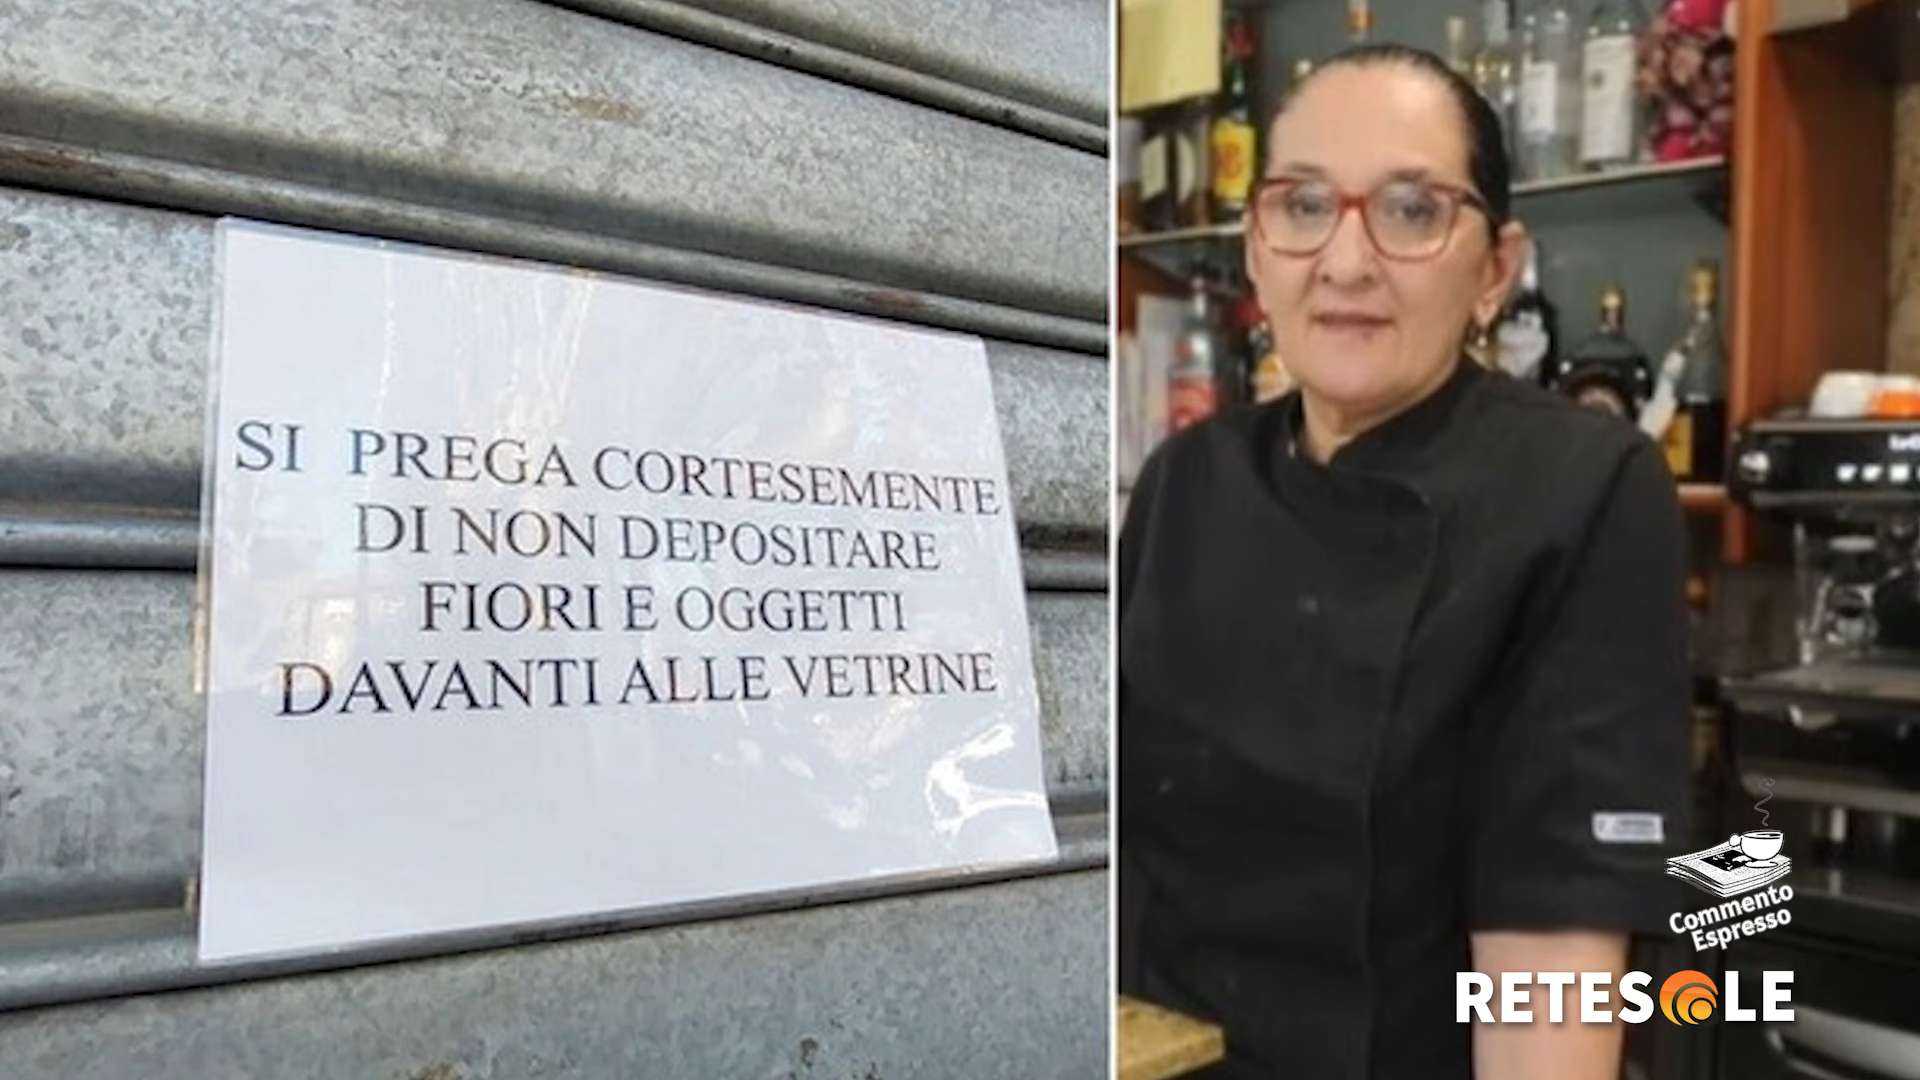 SI PREGA CORTESEMENTE
DI NON DEPOSITARE
FIORI E OGGETTI
DAVANTI ALLE VETRINE
Commento
Espresso
RETESOLE